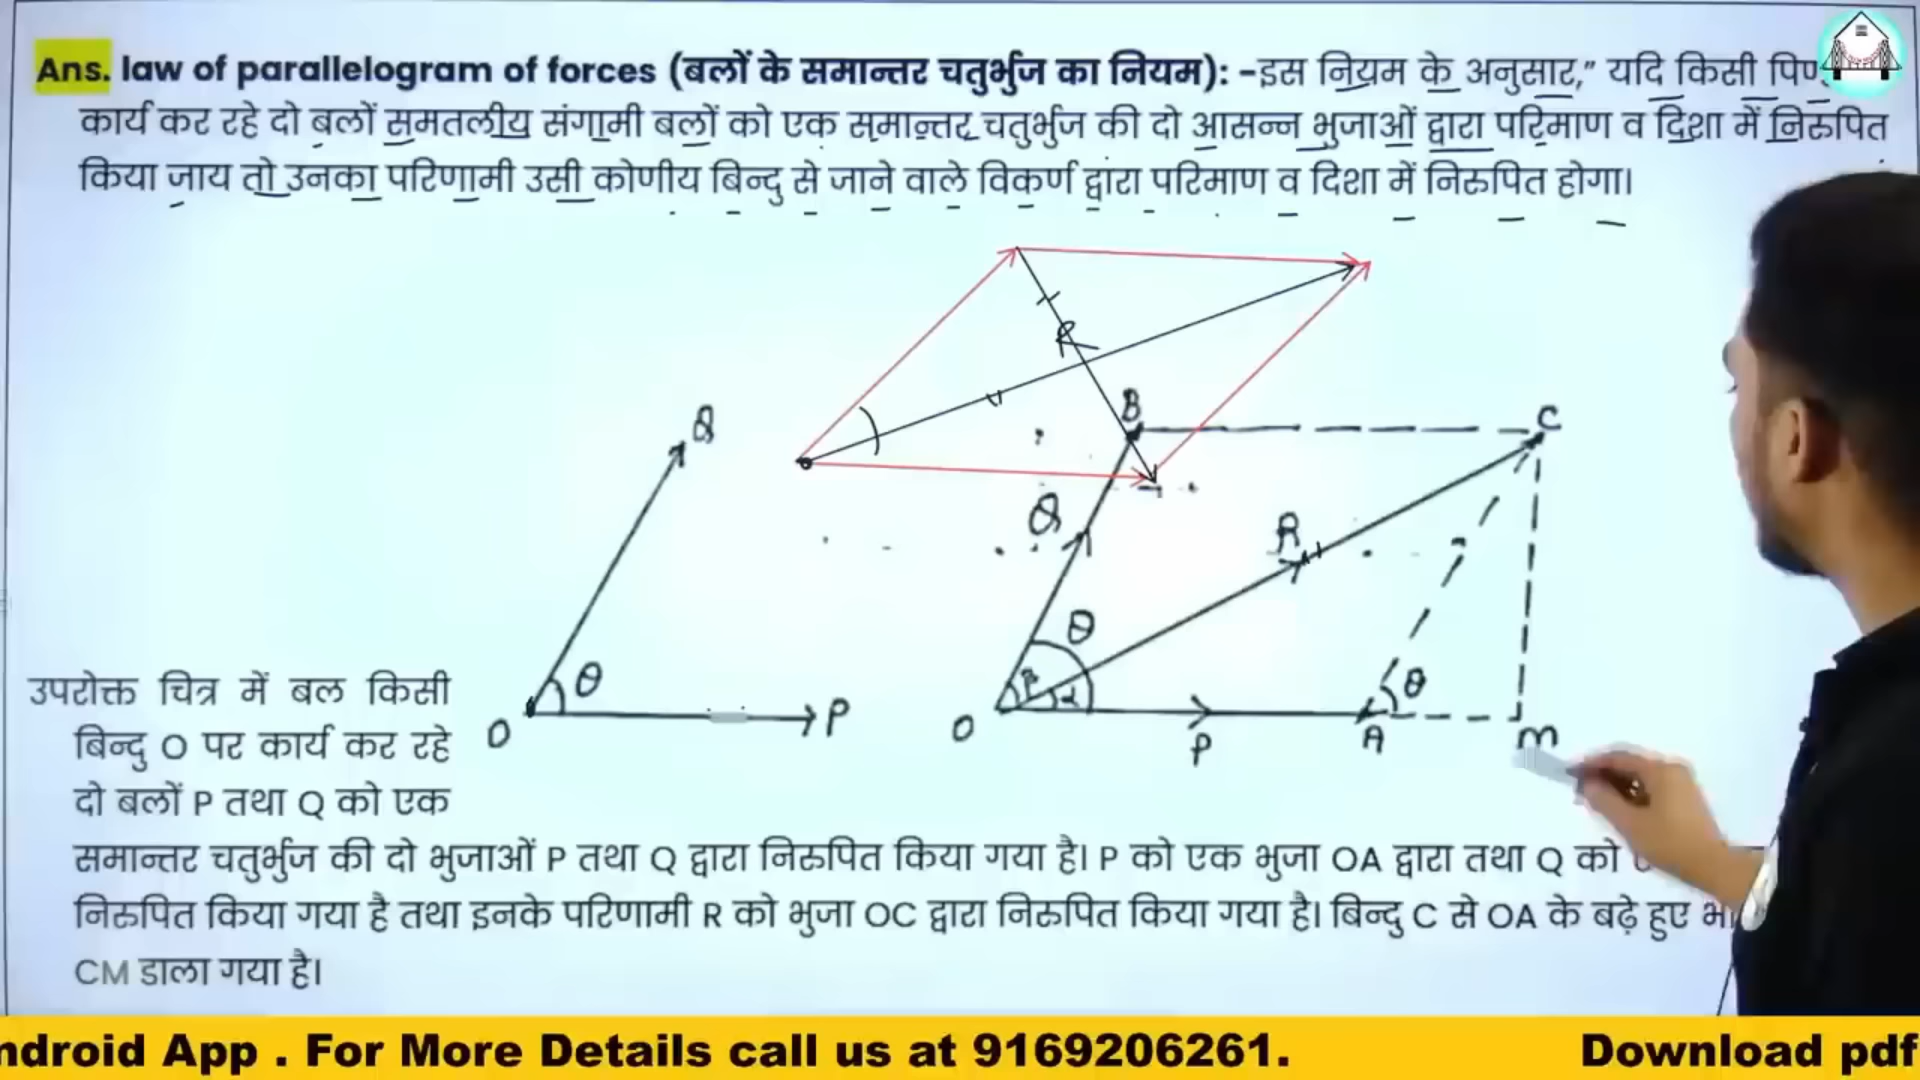 Ans. law of parallelogram of forces (बलों के समान्तर चतुर्भुज का नियम): -इस नियम के अनुसार,” यदि किसी
कार्य कर रहे दो बलों समतलीय संगामी बलों को एक समान्तर चतुर्भुज की दो आसन्न भुजाओं द्वारा परिमाण व दिशा में निरुपित
किया जाय तो उनका परिणामी उसी कोणीय बिन्दु से जाने वाले विकर्ण द्वारा परिमाण व दिशा में निरुपित होगा।
R
B
C
Q
Q
R
θ
θ
β
α
θ
O
P
O
P
A
M
उपरोक्त चित्र में बल किसी
बिन्दु O पर कार्य कर रहे
दो बलों P तथा Q को एक
समान्तर चतुर्भुज की दो भुजाओं P तथा Q द्वारा निरुपित किया गया है। P को एक भुजा OA द्वारा तथा Q को
निरुपित किया गया है तथा इनके परिणामी R को भुजा OC द्वारा निरुपित किया गया है। बिन्दु C से OA के बढ़े हुए
CM डाला गया है।
ndroid App . For More Details call us at 9169206261. Download pdf